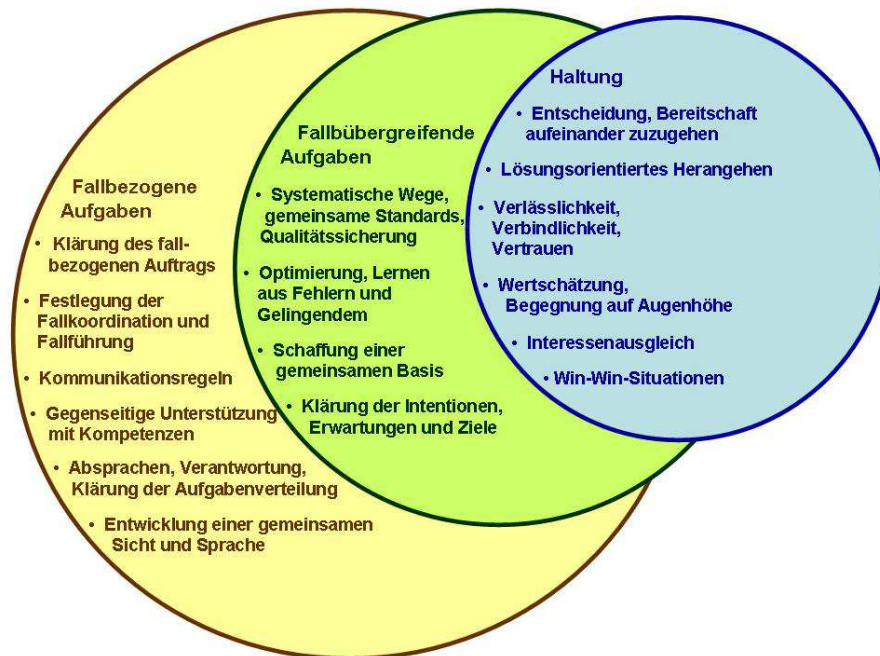 Fallbezogene
Aufgaben
• Klärung des fall-
bezogenen Auftrags
• Festlegung der
Fallkoordination und
Fallführung
• Kommunikationsregeln
• Gegenseitige Unterstützung
mit Kompetenzen
• Absprachen, Verantwortung,
Klärung der Aufgabenverteilung
• Entwicklung einer gemeinsamen
Sicht und Sprache
Fallübergreifende
Aufgaben
• Systematische Wege,
gemeinsame Standards,
Qualitätssicherung
• Optimierung, Lernen
aus Fehlern und
Gelingendem
• Schaffung einer
gemeinsamen Basis
• Klärung der Intentionen,
Erwartungen und Ziele
Haltung
• Entscheidung, Bereitschaft
aufeinander zuzugehen
• Lösungsorientiertes Herangehen
• Verlässlichkeit,
Verbindlichkeit,
Vertrauen
• Wertschätzung,
Begegnung auf Augenhöhe
• Interessenausgleich
• Win-Win-Situationen